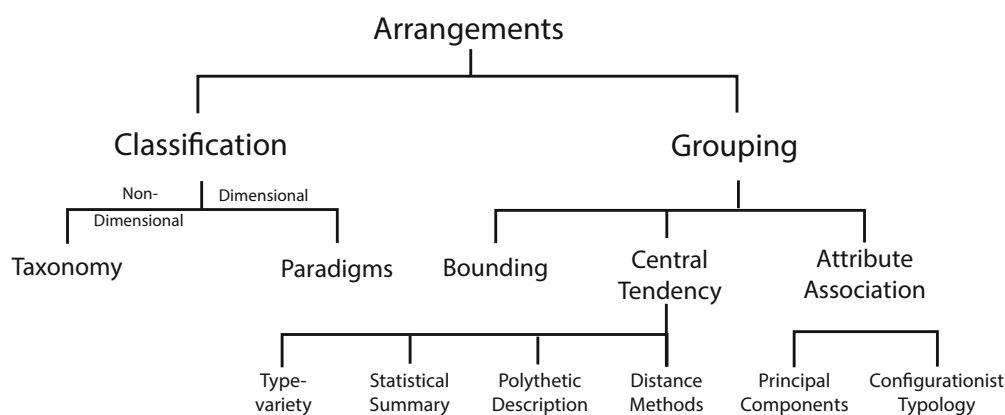 Arrangements
Classification
Grouping
Non-
Dimensional
Dimensional
Taxonomy
Paradigms
Bounding
Central
Tendency
Attribute
Association
Type-
variety
Statistical
Summary
Polythetic
Description
Distance
Methods
Principal
Components
Configurationist
Typology